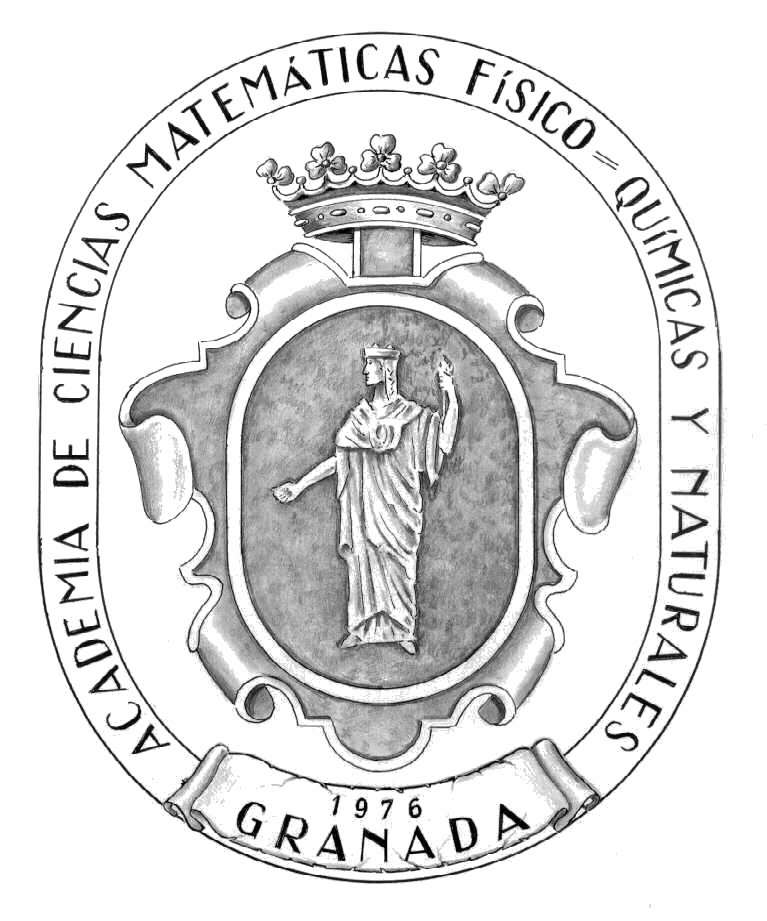 ACADEMIA DE CIENCIAS MATEMÁTICAS FÍSICO=QUÍMICAS Y NATURALES
1976
GRANADA